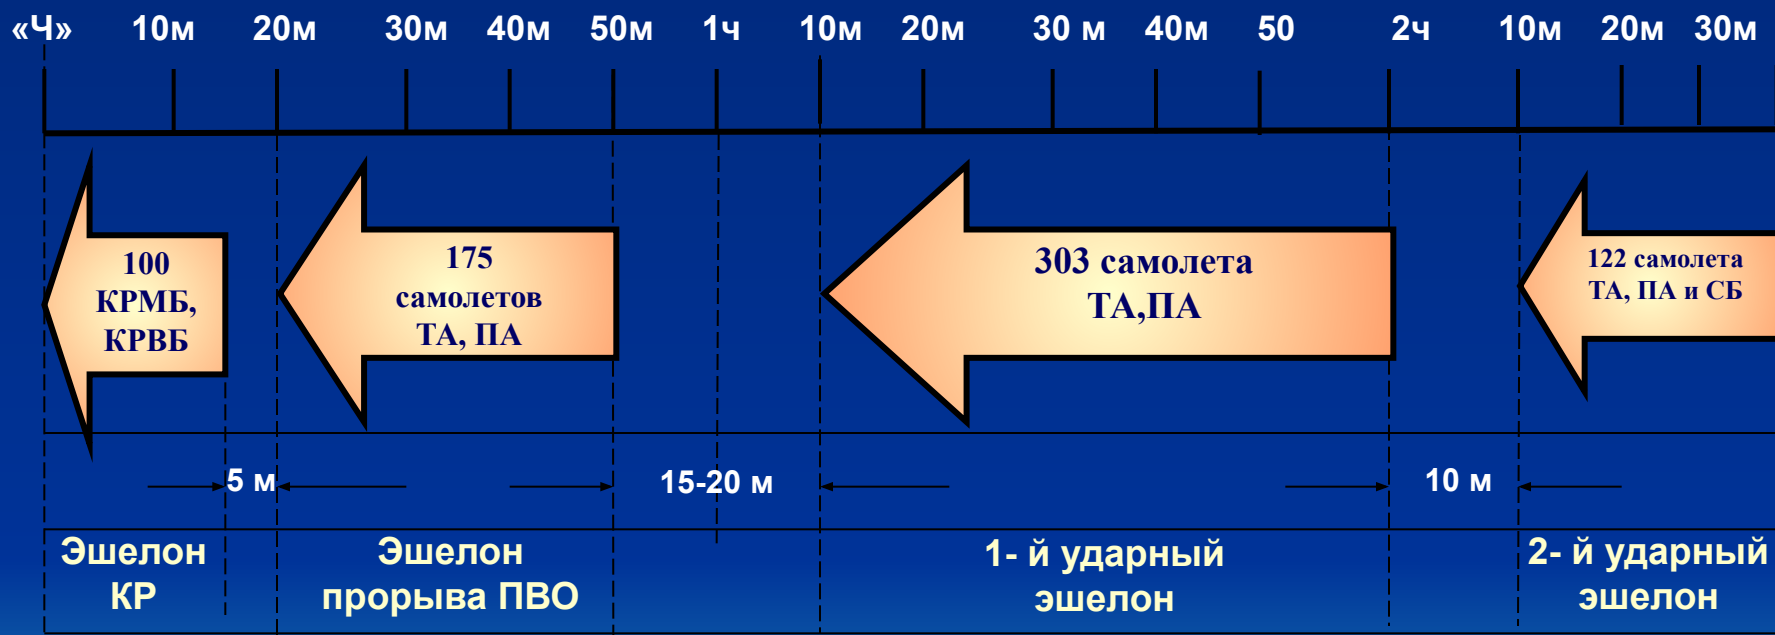 «Ч» 10м 20м 30м 40м 50м 1ч 10м 20м 30 м 40м 50 2ч 10м 20м 30м
100
КРМБ,
КРВБ
175
самолетов
ТА, ПА
303 самолета
ТА,ПА
122 самолета
ТА, ПА и СБ
5 м 15-20 м 10 м
Эшелон
КР
Эшелон
прорыва ПВО
1- й ударный
эшелон
2- й ударный
эшелон